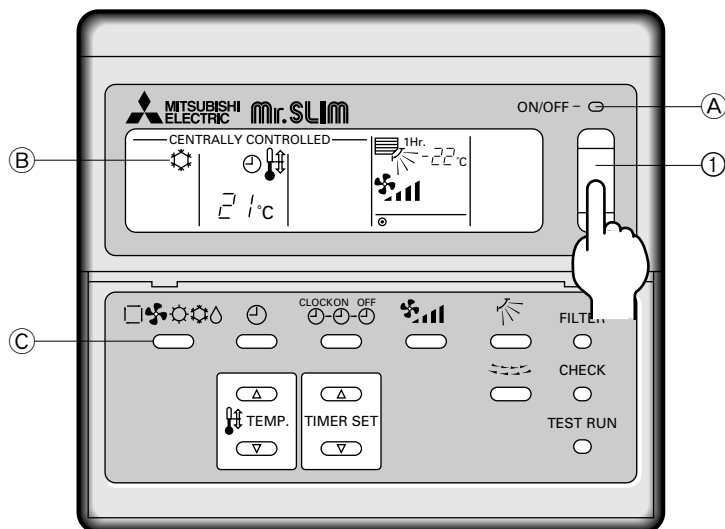 MITSUBISHI ELECTRIC Mr.SLIM
ON/OFF
A
CENTRALLY CONTROLLED
B
1Hr.
-22°C
21°C
1
CLOCK ON OFF
C
FILTER
CHECK
TEMP.
TIMER SET
TEST RUN